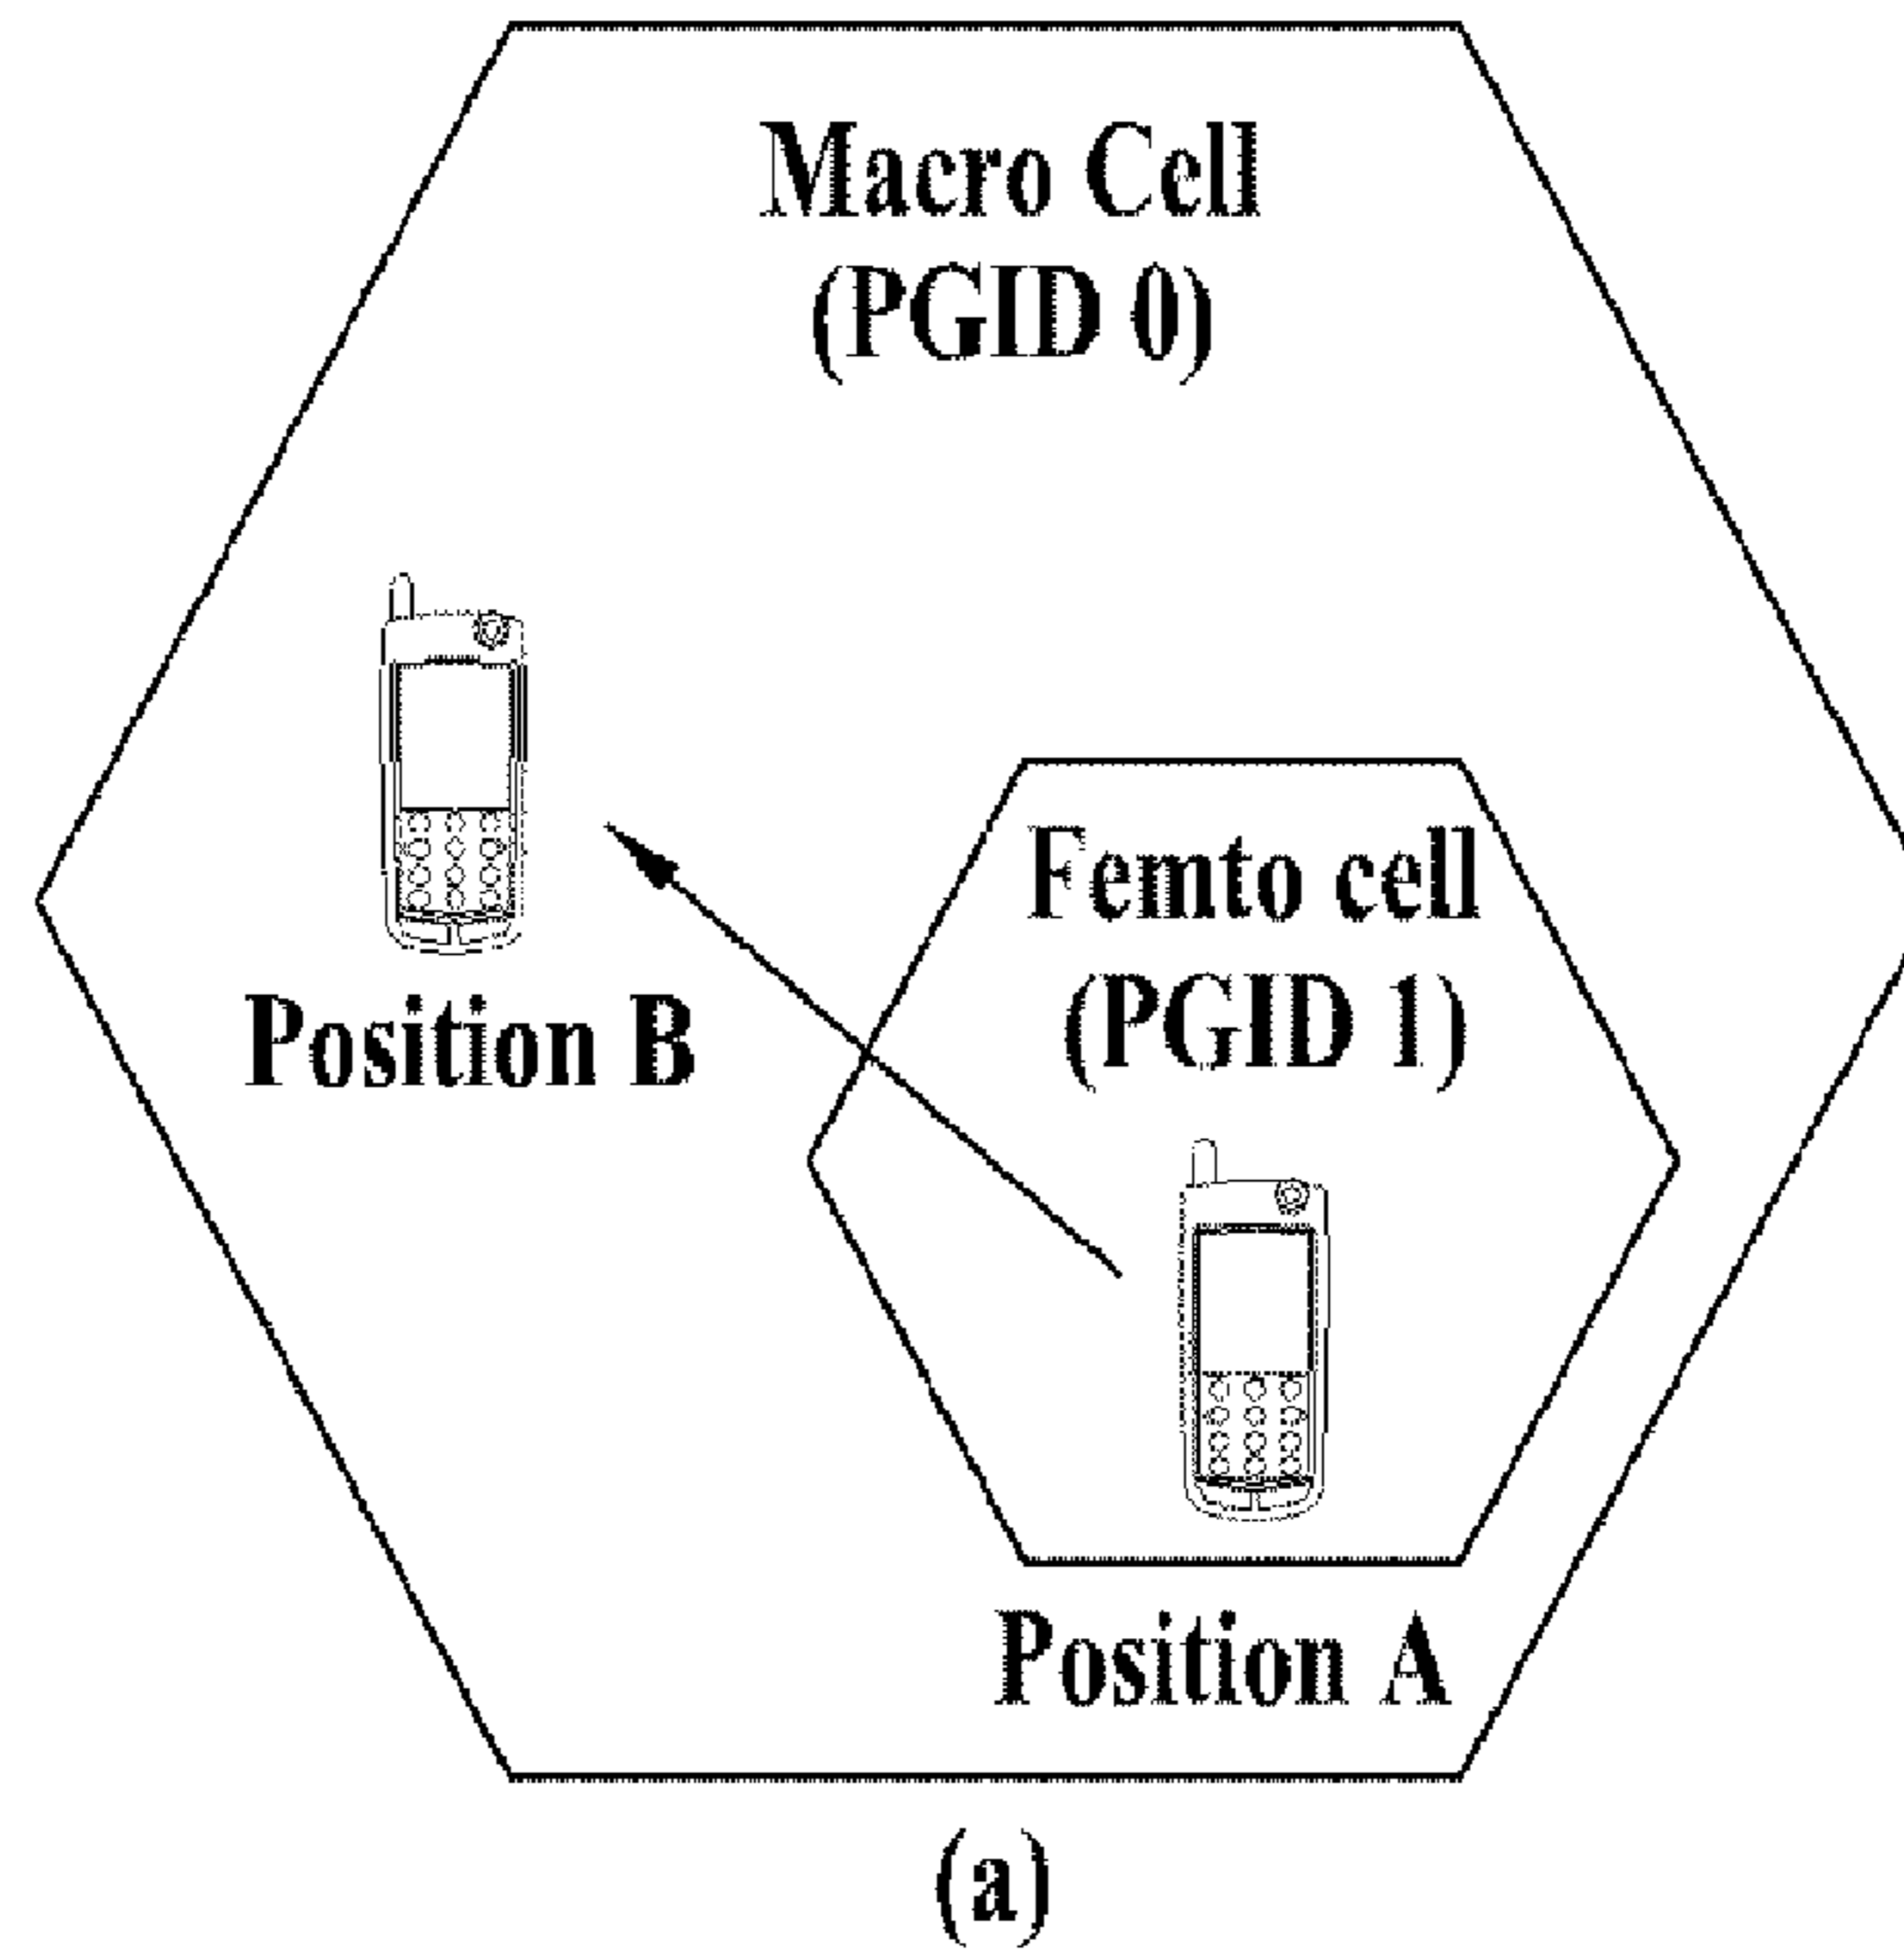 Macro Cell
(PGID 0)
Femto cell
(PGID 1)
Position B
Position A
(a)